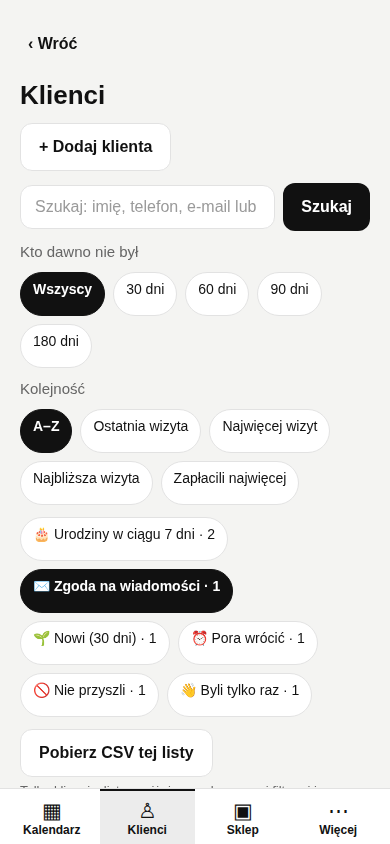 ‹ Wróć
Klienci
+ Dodaj klienta
Szukaj: imię, telefon, e-mail lub
Szukaj
Kto dawno nie był
Wszyscy
30 dni
60 dni
90 dni
180 dni
Kolejność
A–Z
Ostatnia wizyta
Najwięcej wizyt
Najbliższa wizyta
Zapłacili najwięcej
🎂 Urodziny w ciągu 7 dni · 2
✉️ Zgoda na wiadomości · 1
🌱 Nowi (30 dni) · 1
⏰ Pora wrócić · 1
🚫 Nie przyszli · 1
👋 Byli tylko raz · 1
Pobierz CSV tej listy
Kalendarz
Klienci
Sklep
Więcej